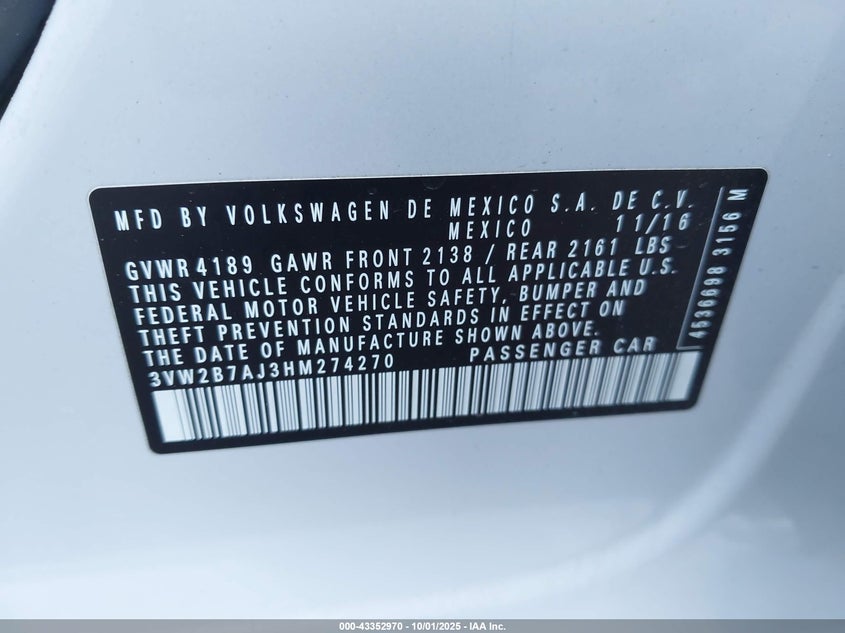 MFD BY VOLKSWAGEN DE MEXICO S.A. DE C.V.
MEXICO 11/16
GVWR 4189 GAWR FRONT 2138 / REAR 2161 LBS
THIS VEHICLE CONFORMS TO ALL APPLICABLE U.S.
FEDERAL MOTOR VEHICLE SAFETY, BUMPER AND
THEFT PREVENTION STANDARDS IN EFFECT ON
THE DATE OF MANUFACTURE SHOWN ABOVE.
3VW2B7AJ3HM274270 PASSENGER CAR
4536698 3156 M
000-43352970 - 10/01/2025 - IAA Inc.